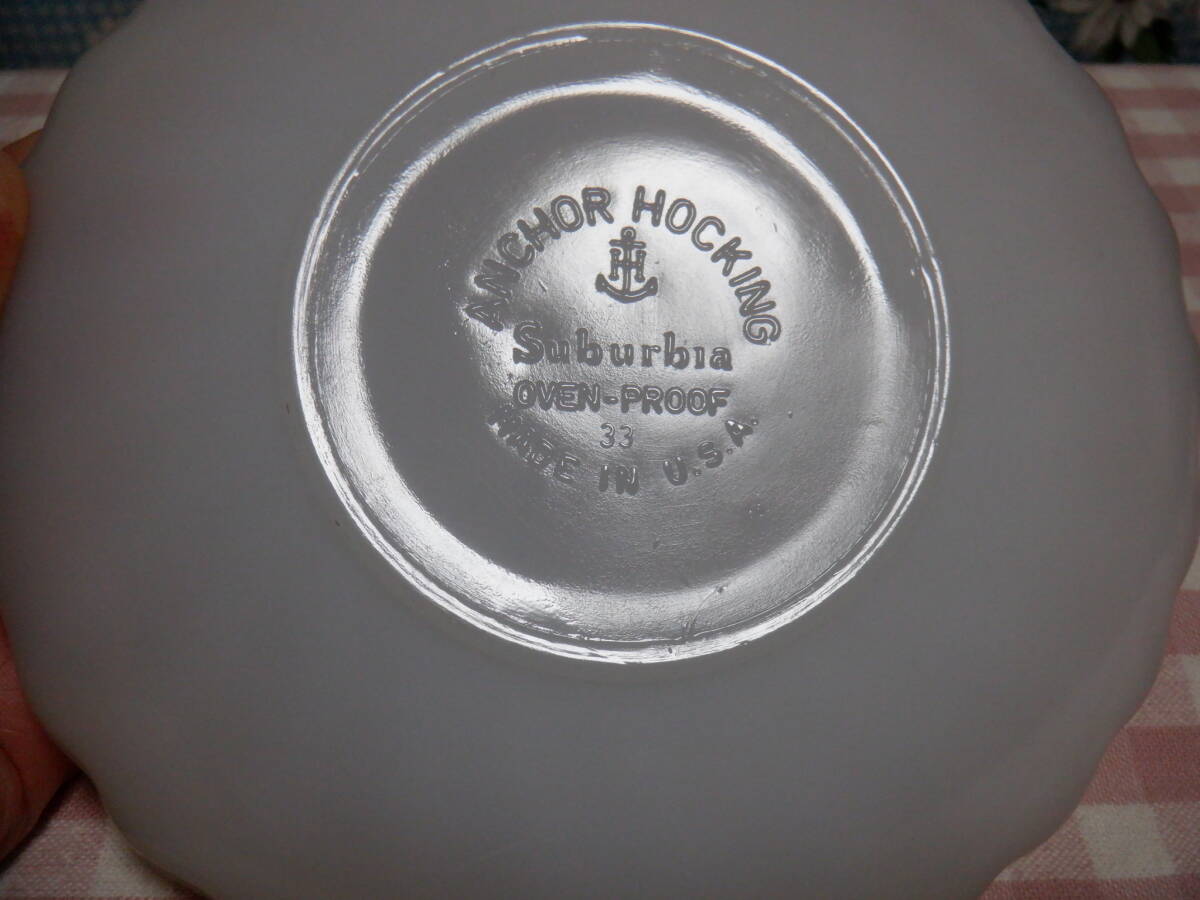 ANCHOR HOCKING
H
Suburbia
OVEN-PROOF
33
MADE IN U.S.A.